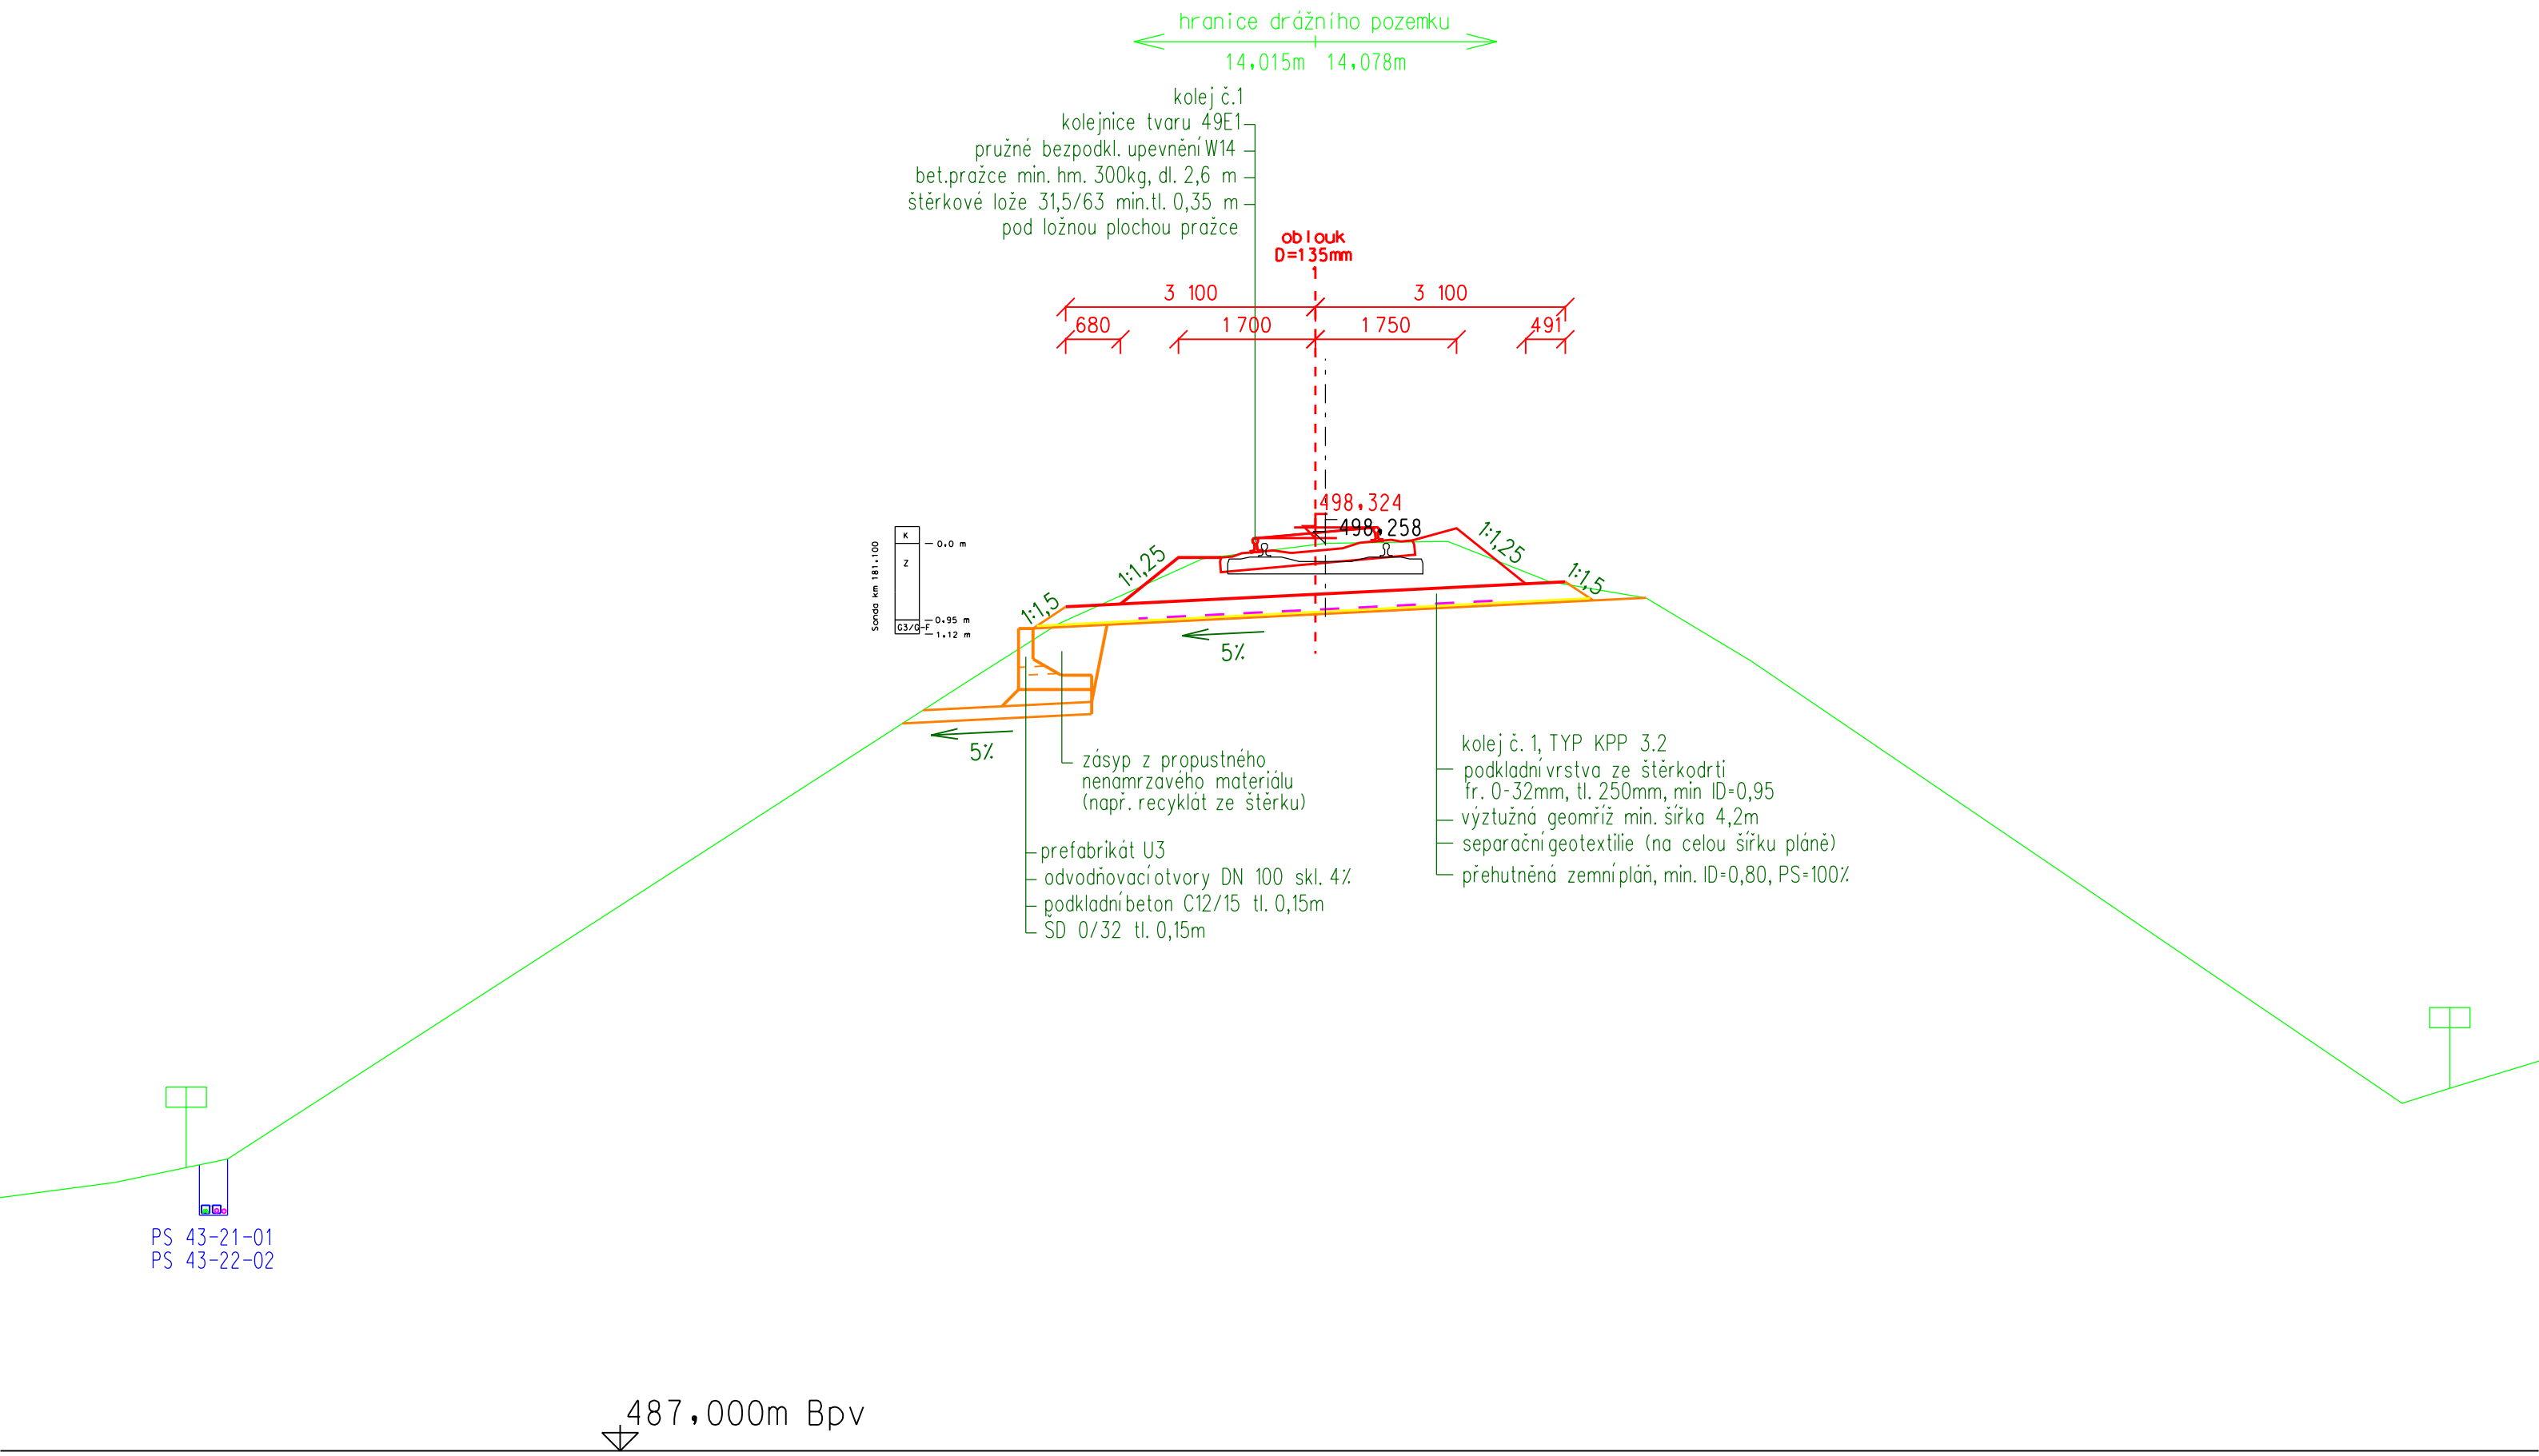 hranice drážního pozemku
14,015m 14,078m
kolej č.1
kolejnice tvaru 49E1
pružné bezpodkl. upevnění W14
bet.pražce min. hm. 300kg, dl. 2,6 m
štěrkové lože 31,5/63 min.tl. 0,35 m
pod ložnou plochou pražce
oblouk
D=135mm
1
3 100 3 100
680 1 700 1 750 491
498,324
498,258
1:1,25
1:1,25
1:1,5
1:1,5
Sonda km 181.100
K
0.0 m
Z
0.95 m
G3/G-F
1.12 m
5%
5%
zásyp z propustného
nenamrzavého materiálu
(např. recyklát ze štěrku)
prefabrikát U3
odvodňovací otvory DN 100 skl. 4%
podkladní beton C12/15 tl. 0,15m
ŠD 0/32 tl. 0,15m
kolej č. 1, TYP KPP 3.2
podkladní vrstva ze štěrkodrti
fr. 0-32mm, tl. 250mm, min ID=0,95
výztužná geomříž min. šířka 4,2m
separační geotextilie (na celou šířku pláně)
přehutněná zemní pláň, min. ID=0,80, PS=100%
PS 43-21-01
PS 43-22-02
487,000m Bpv